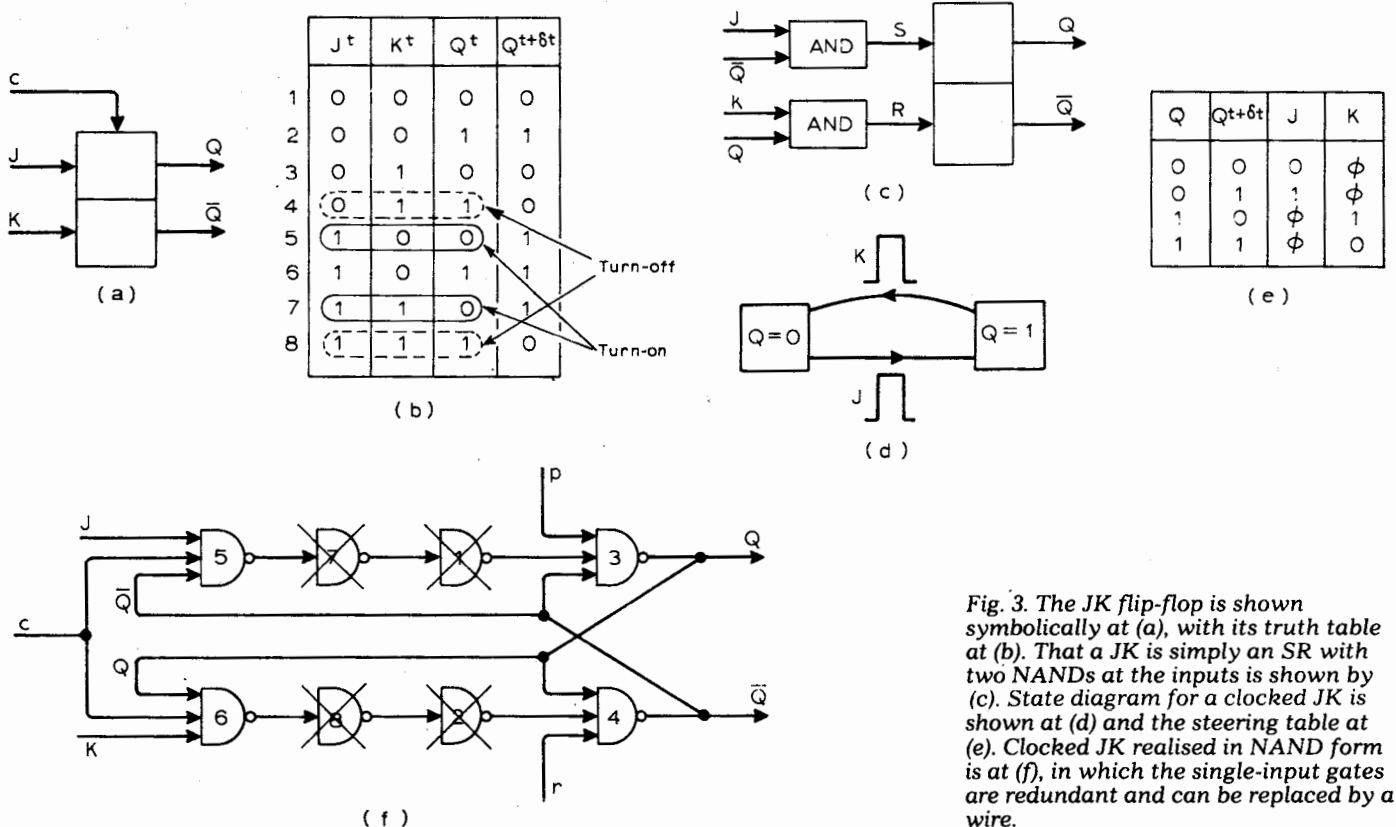 c
J
K
Q
Q̄
(a)
J^t K^t Q^t Q^t+δt
1 0 0 0 0
2 0 0 1 1
3 0 1 0 0
4 0 1 1 0
5 1 0 0 1
6 1 0 1 1
7 1 1 0 1
8 1 1 1 0
Turn-off
Turn-on
(b)
J
Q̄
AND
S
K
Q
AND
R
Q
Q̄
(c)
K
Q=0
Q=1
J
(d)
Q Q^t+δt J K
0 0 0 ϕ
0 1 1 ϕ
1 0 ϕ 1
1 1 ϕ 0
(e)
p
J
5
7
1
3
Q
Q̄
c
Q
6
8
2
4
Q̄
K
r
(f)
Fig. 3. The JK flip-flop is shown
symbolically at (a), with its truth table
at (b). That a JK is simply an SR with
two NANDs at the inputs is shown by
(c). State diagram for a clocked JK is
shown at (d) and the steering table at
(e). Clocked JK realised in NAND form
is at (f), in which the single-input gates
are redundant and can be replaced by a
wire.